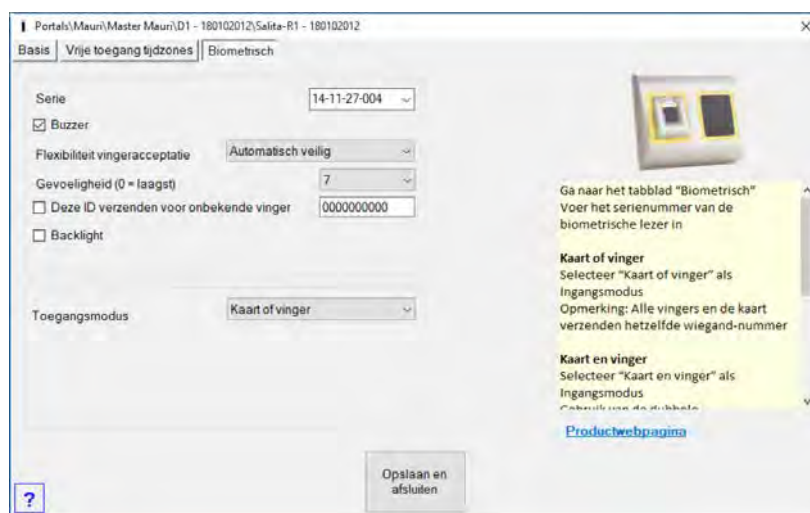 Portals\Mauri\Master Mauri\D1 - 180102012\Salita-R1 - 180102012
Basis Vrije toegang tijdzones Biometrisch
Serie 14-11-27-004
Buzzer
Flexibiliteit vingeracceptatie Automatisch veilig
Gevoeligheid (0 = laagst) 7
Deze ID verzenden voor onbekende vinger 0000000000
Backlight
Toegangsmodus Kaart of vinger
Ga naar het tabblad "Biometrisch"
Voer het serienummer van de
biometrische lezer in
Kaart of vinger
Selecteer "Kaart of vinger" als
Ingangsmodus
Opmerking: Alle vingers en de kaart
verzenden hetzelfde wiegand-nummer
Kaart en vinger
Selecteer "Kaart en vinger" als
Ingangsmodus
Gebruik van de dubbele
Productwebpagina
Opslaan en
afsluiten
?